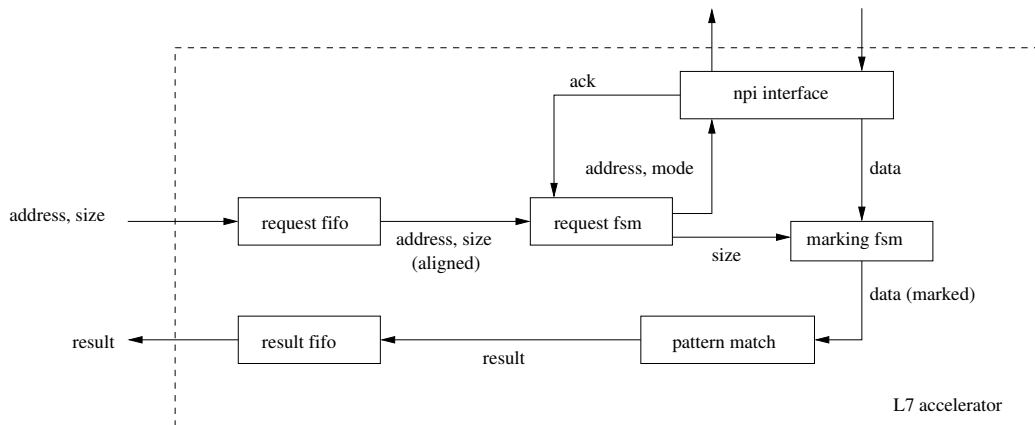 ack
npi interface
address, mode
data
address, size
request fifo
address, size
(aligned)
request fsm
size
marking fsm
data (marked)
result
result fifo
result
pattern match
L7 accelerator